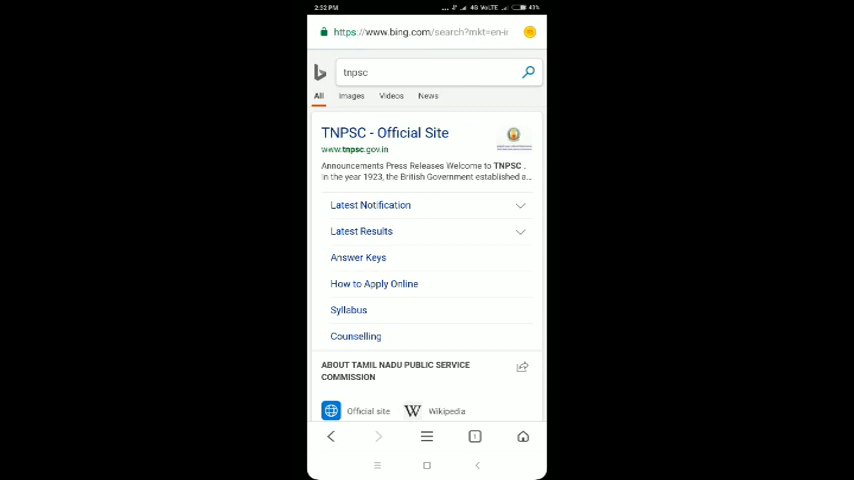 2:32 PM ... 4G VoLTE 43%
https://www.bing.com/search?mkt=en-i
tnpsc
All Images Videos News
TNPSC - Official Site
www.tnpsc.gov.in
Announcements Press Releases Welcome to TNPSC .
In the year 1923, the British Government established a...
Latest Notification
Latest Results
Answer Keys
How to Apply Online
Syllabus
Counselling
ABOUT TAMIL NADU PUBLIC SERVICE
COMMISSION
Official site W Wikipedia
1